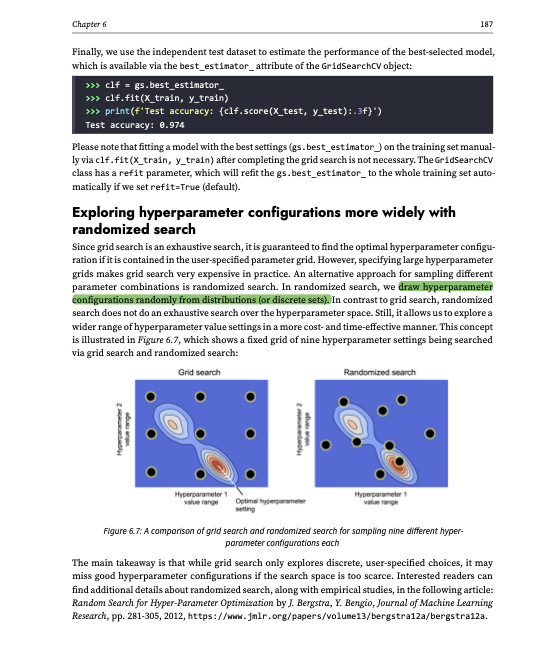 Chapter 6
187
Finally, we use the independent test dataset to estimate the performance of the best-selected model,
which is available via the best_estimator_ attribute of the GridSearchCV object:
>>> clf = gs.best_estimator_
>>> clf.fit(X_train, y_train)
>>> print(f'Test accuracy: {clf.score(X_test, y_test):.3f}')
Test accuracy: 0.974
Please note that fitting a model with the best settings (gs.best_estimator_) on the training set manual-
ly via clf.fit(X_train, y_train) after completing the grid search is not necessary. The GridSearchCV
class has a refit parameter, which will refit the gs.best_estimator_ to the whole training set auto-
matically if we set refit=True (default).
Exploring hyperparameter configurations more widely with
randomized search
Since grid search is an exhaustive search, it is guaranteed to find the optimal hyperparameter configu-
ration if it is contained in the user-specified parameter grid. However, specifying large hyperparameter
grids makes grid search very expensive in practice. An alternative approach for sampling different
parameter combinations is randomized search. In randomized search, we draw hyperparameter
configurations randomly from distributions (or discrete sets). In contrast to grid search, randomized
search does not do an exhaustive search over the hyperparameter space. Still, it allows us to explore a
wider range of hyperparameter value settings in a more cost- and time-effective manner. This concept
is illustrated in Figure 6.7, which shows a fixed grid of nine hyperparameter settings being searched
via grid search and randomized search:
Grid search
Hyperparameter 2
value range
Hyperparameter 1
value range
Optimal hyperparameter
setting
Randomized search
Hyperparameter 2
value range
Hyperparameter 1
value range
Figure 6.7: A comparison of grid search and randomized search for sampling nine different hyper-
parameter configurations each
The main takeaway is that while grid search only explores discrete, user-specified choices, it may
miss good hyperparameter configurations if the search space is too scarce. Interested readers can
find additional details about randomized search, along with empirical studies, in the following article:
Random Search for Hyper-Parameter Optimization by J. Bergstra, Y. Bengio, Journal of Machine Learning
Research, pp. 281-305, 2012, https://www.jmlr.org/papers/volume13/bergstra12a/bergstra12a.